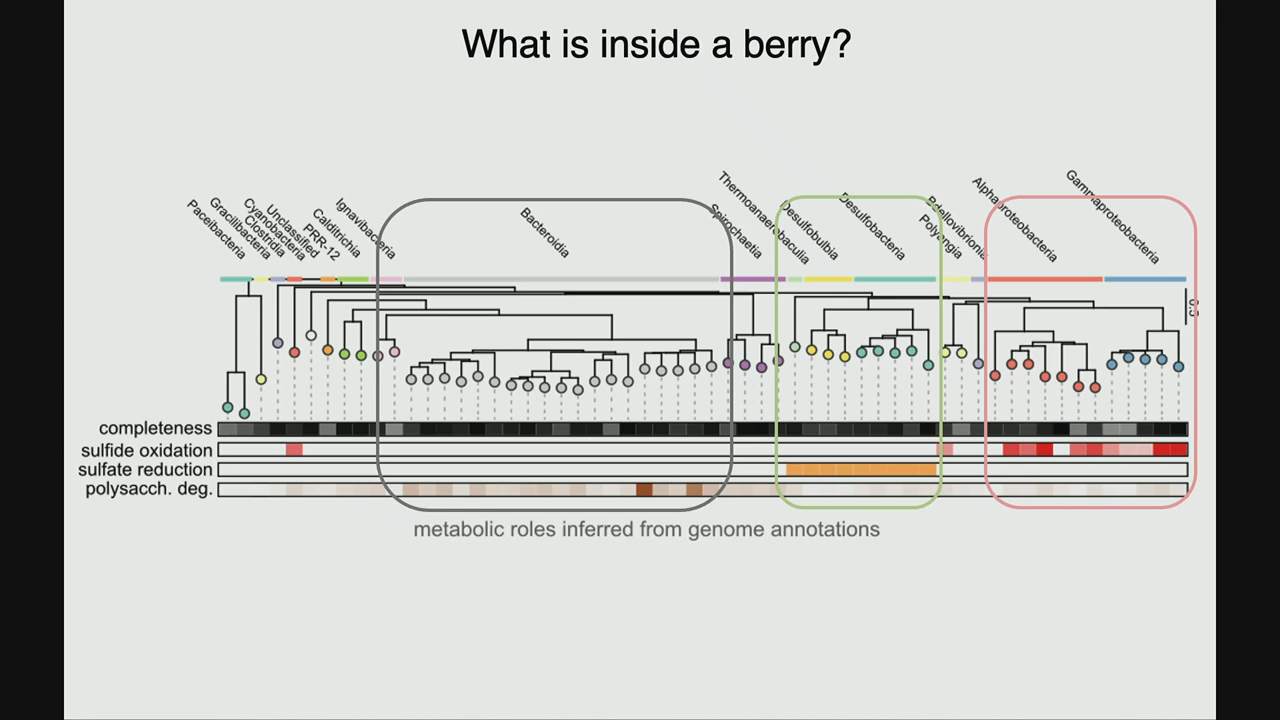 What is inside a berry?
Paceibacteria
Gracilibacteria
Clostridia
Cyanobacteria
Unclassified
PRR-12
Calditrichia
Ignavibacteria
Bacteroidia
Spirochaetia
Thermoanaerobaculia
Desulfobulbia
Desulfobacteria
Polyangia
Bdellovibrionia
Alphaproteobacteria
Gammaproteobacteria
completeness
sulfide oxidation
sulfate reduction
polysacch. deg.
metabolic roles inferred from genome annotations